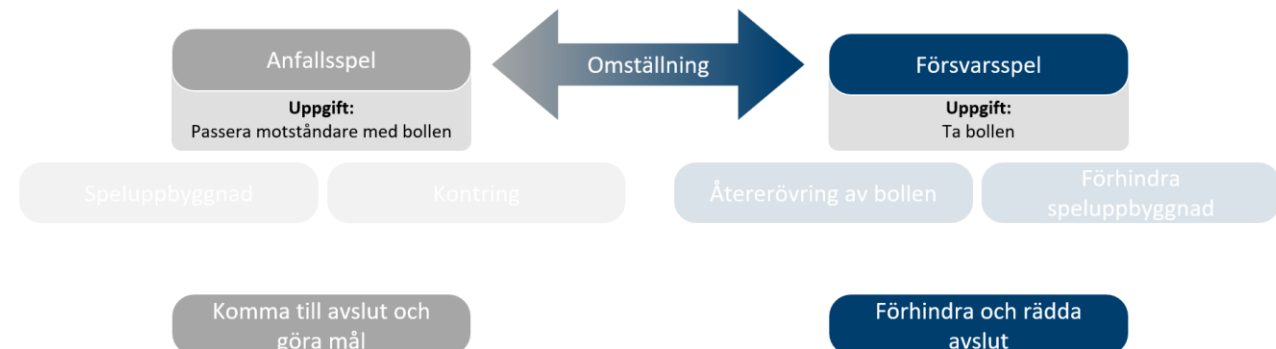 Anfallsspel
Omställning
Försvarsspel
Uppgift:
Passera motståndare med bollen
Uppgift:
Ta bollen
Speluppbyggnad
Kontring
Återerövring av bollen
Förhindra
speluppbyggnad
Komma till avslut och
göra mål
Förhindra och rädda
avslut